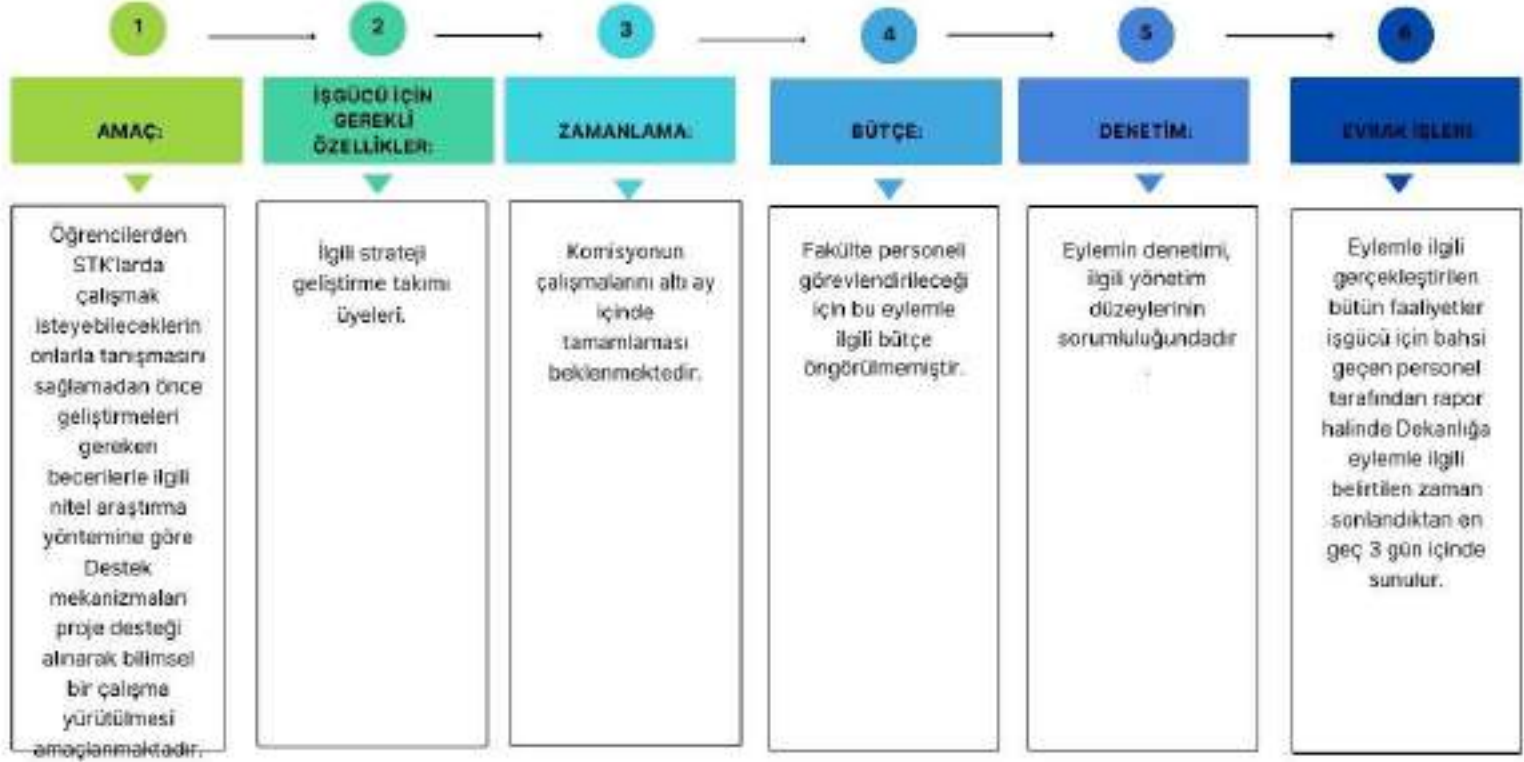 1
2
3
4
5
6
AMAÇ:
İŞGÜCÜ İÇİN
GEREKLİ
ÖZELLİKLER:
ZAMANLAMA:
BÜTÇE:
DENETİM:
EVRAK İŞLERİ:
Öğrencilerden
STK'larda
çalışmak
isteyebileceklerin
onlarla tanışmasını
sağlamadan önce
geliştirmeleri
gereken
becerilerle ilgili
nitel araştırma
yöntemine göre
Destek
mekanizmaları
proje desteği
alınarak bilimsel
bir çalışma
yürütülmesi
amaçlanmaktadır.
İlgili strateji
geliştirme takımı
üyeleri.
Komisyonun
çalışmalarını altı ay
içinde
tamamlaması
beklenmektedir.
Fakülte personeli
görevlendirileceği
için bu eylemle
ilgili bütçe
öngörülmemiştir.
Eylemin denetimi,
ilgili yönetim
düzeylerinin
sorumluluğundadır
.
Eylemle ilgili
gerçekleştirilen
bütün faaliyetler
işgücü için bahsi
geçen personel
tarafından rapor
halinde Dekanlığa
eylemle ilgili
belirtilen zaman
sonlandıktan en
geç 3 gün içinde
sunulur.